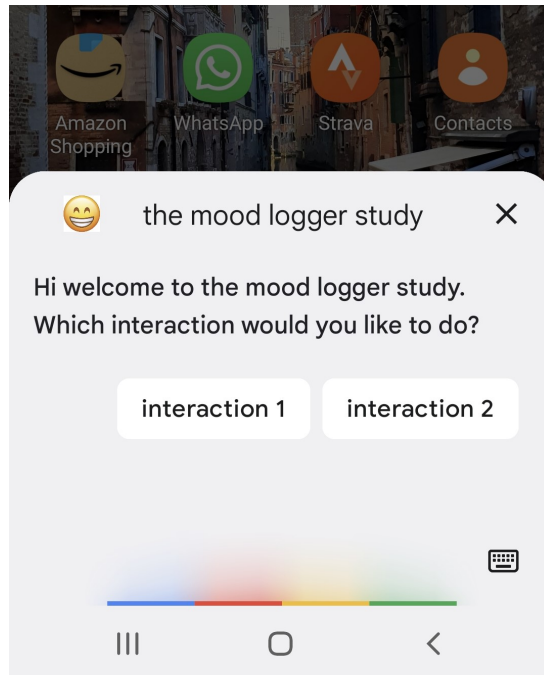 Amazon Shopping WhatsApp Strava Contacts
the mood logger study
Hi welcome to the mood logger study.
Which interaction would you like to do?
interaction 1 interaction 2